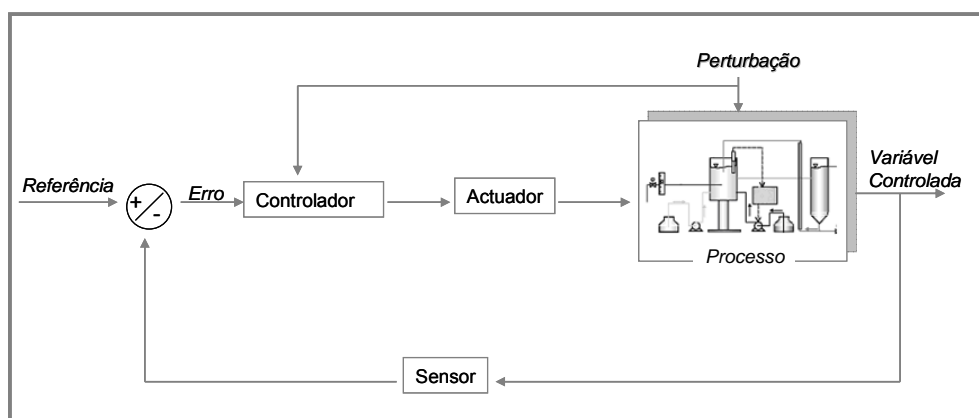 Perturbação
Referência
+
-
Erro
Controlador
Actuador
Variável
Controlada
Processo
Sensor